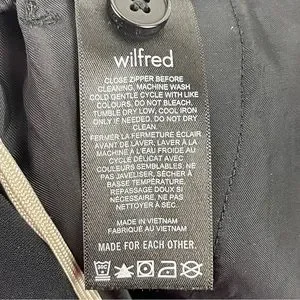 wilfred
CLOSE ZIPPER BEFORE
CLEANING, MACHINE WASH
COLD GENTLE CYCLE WITH LIKE
COLOURS, DO NOT BLEACH,
TUMBLE DRY LOW, COOL IRON
ONLY IF NEEDED, DO NOT DRY
CLEAN.
FERMER LA FERMETURE ÉCLAIR
AVANT DE LAVER, LAVER À LA
MACHINE À L'EAU FROIDE AU
CYCLE DÉLICAT AVEC
COULEURS SEMBLABLES, NE
PAS JAVELISER, SÉCHER À
BASSE TEMPÉRATURE,
REPASSAGE DOUX SI
NÉCESSAIRE, NE PAS
NETTOYER À SEC.
MADE IN VIETNAM
FABRIQUÉ AU VIETNAM
MADE FOR EACH OTHER.